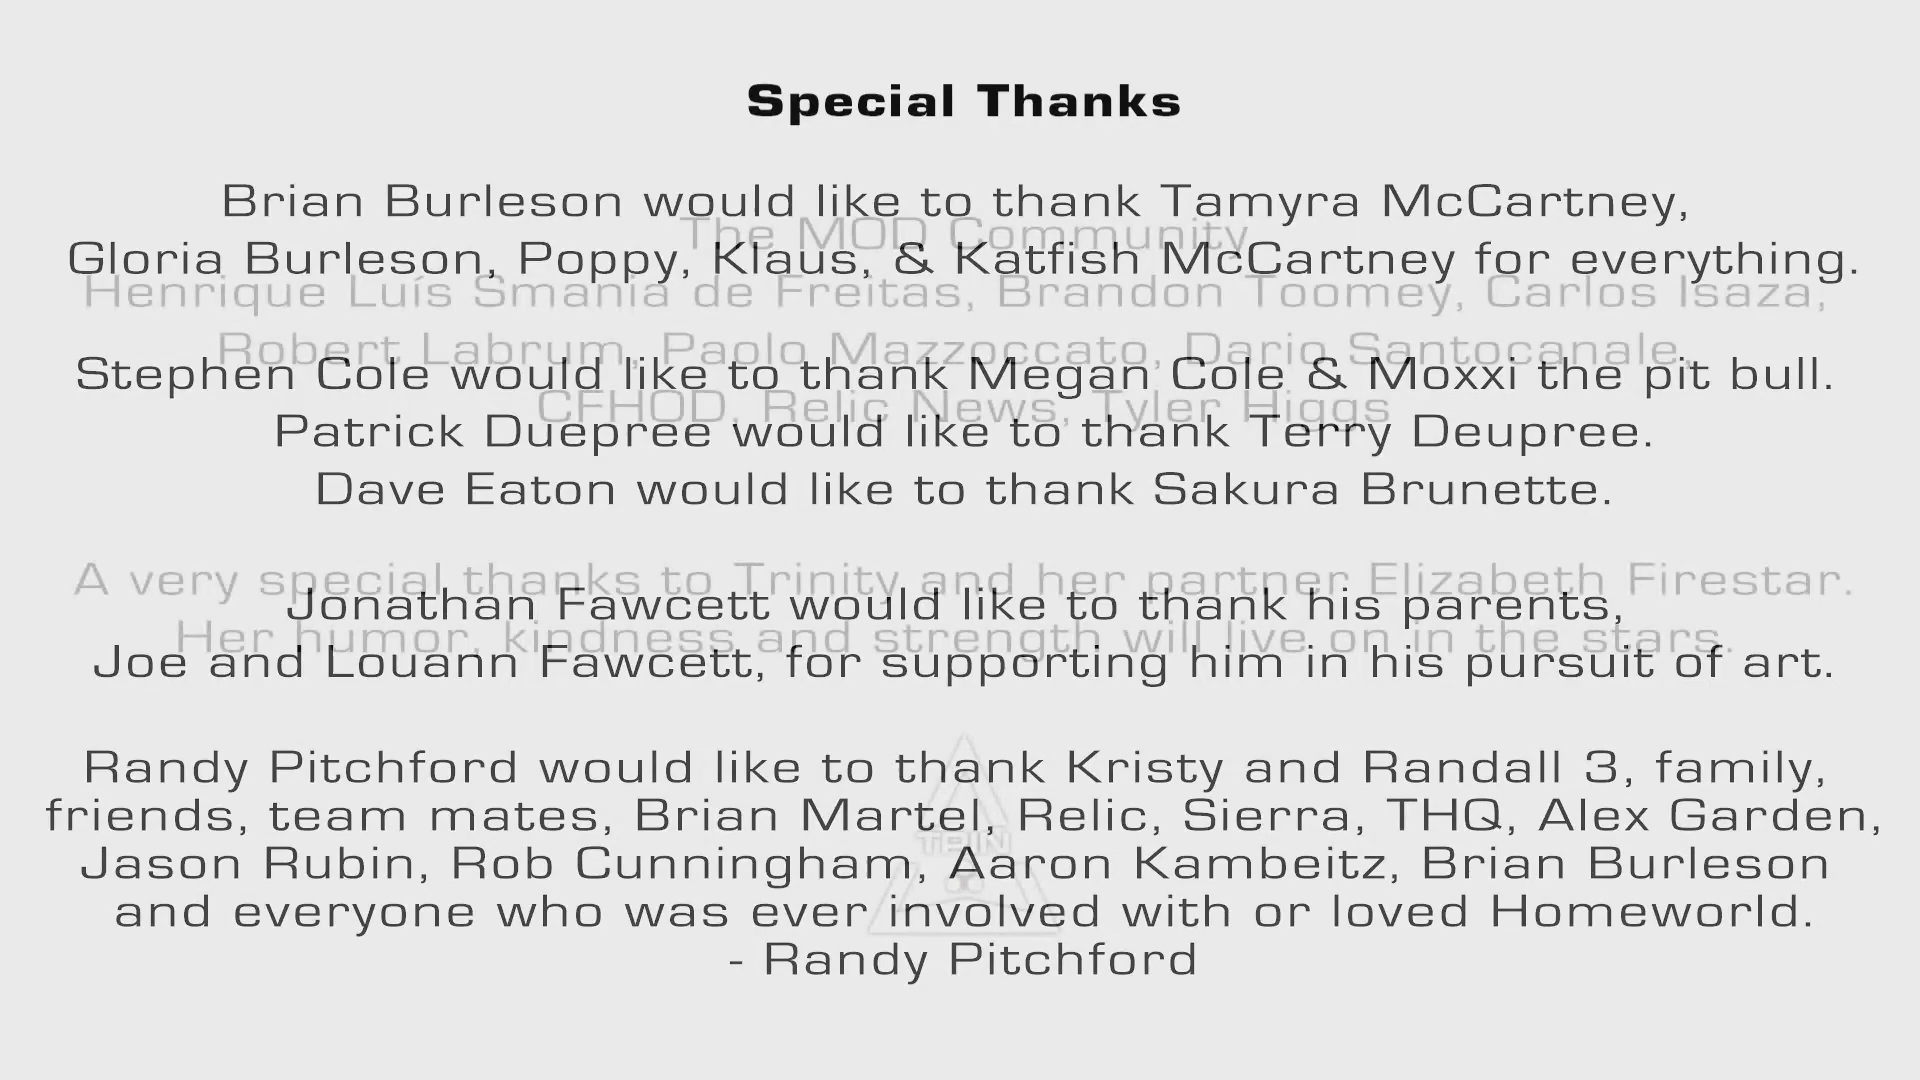 Special Thanks
Brian Burleson would like to thank Tamyra McCartney,
Gloria Burleson, Poppy, Klaus, & Katfish McCartney for everything.
Stephen Cole would like to thank Megan Cole & Moxxi the pit bull.
Patrick Duepree would like to thank Terry Deupree.
Dave Eaton would like to thank Sakura Brunette.
Jonathan Fawcett would like to thank his parents,
Joe and Louann Fawcett, for supporting him in his pursuit of art.
Randy Pitchford would like to thank Kristy and Randall 3, family,
friends, team mates, Brian Martel, Relic, Sierra, THQ, Alex Garden,
Jason Rubin, Rob Cunningham, Aaron Kambeitz, Brian Burleson
and everyone who was ever involved with or loved Homeworld.
- Randy Pitchford
The MOD Community
Henrique Luís Smania de Freitas, Brandon Toomey, Carlos Isaza,
Robert Labrum, Paolo Mazzoccato, Dario Santocanale,
CFHOD, Relic News, Tyler Higgs
A very special thanks to Trinity and her partner Elizabeth Firestar.
Her humor, kindness and strength will live on in the stars.